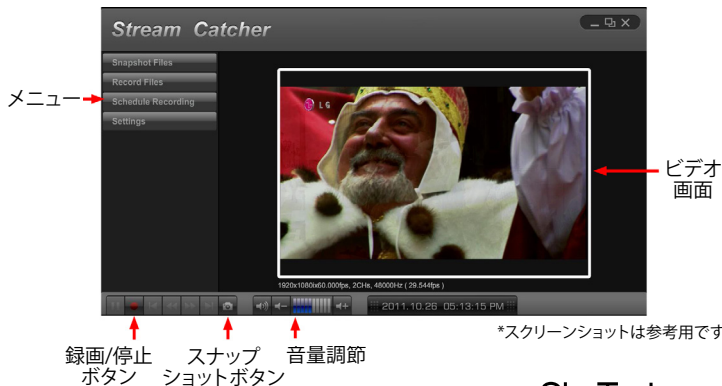 Stream Catcher
Snapshot Files
Record Files
Schedule Recording
Settings
メニュー
LG
ビデオ
画面
1920x1080ix60.000fps, 2CHs, 48000Hz ( 29.544fps )
2011.10.26 05:13:15 PM
*スクリーンショットは参考用です
録画/停止
ボタン
スナップ
ショットボタン
音量調節